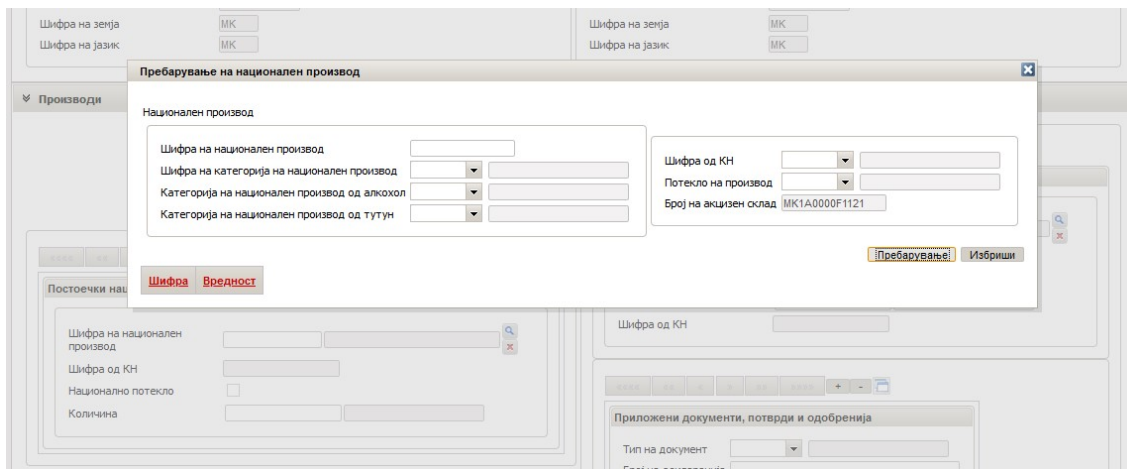 Шифра на земја MK
Шифра на јазик MK
Шифра на земја MK
Шифра на јазик MK
Производи
Пребарување на национален производ
Национален производ
Шифра на национален производ
Шифра на категорија на национален производ
Категорија на национален производ од алкохол
Категорија на национален производ од тутун
Шифра од КН
Потекло на производ
Број на акцизен склад MK1A0000F1121
Пребарување Избриши
Шифра Вредност
Постоечки нац
Шифра на национален
производ
Шифра од КН
Национално потекло
Количина
Шифра од КН
<<<< << < > >> >>>> + -
Приложени документи, потврди и одобренија
Тип на документ